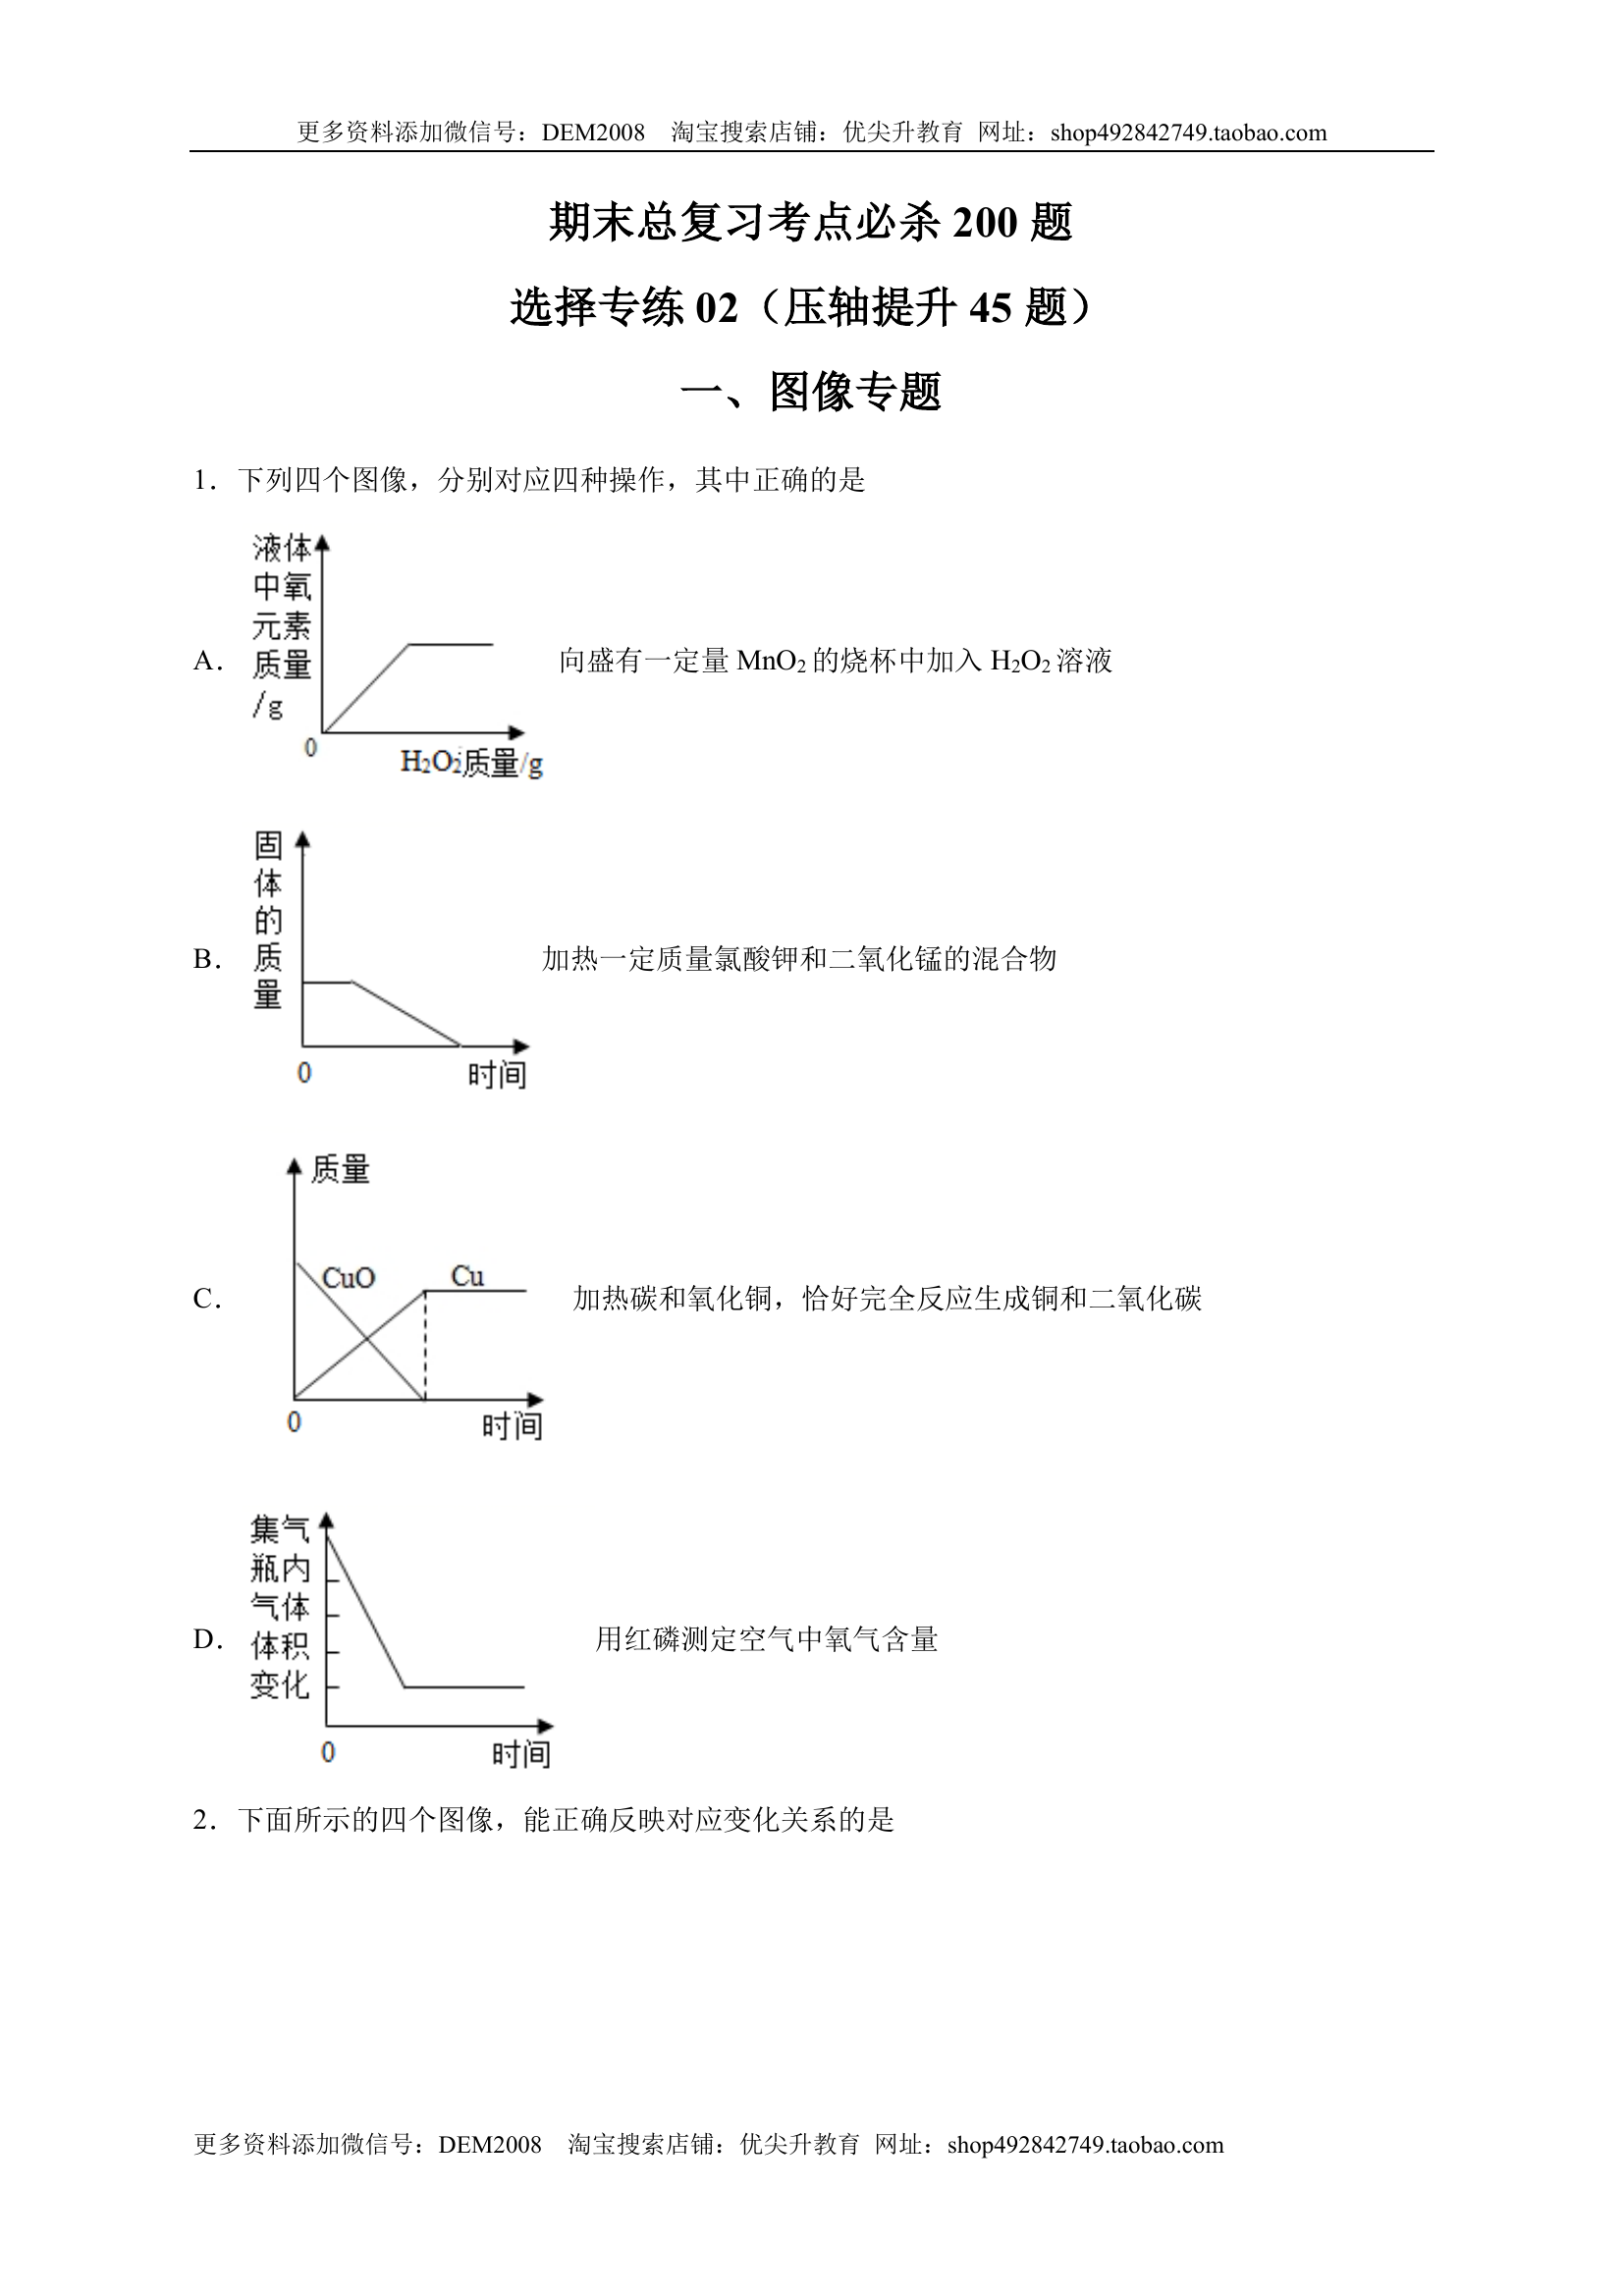 更多资料添加微信号：DEM2008  淘宝搜索店铺：优尖升教育 网址：shop492842749.taobao.com
期末总复习考点必杀 200 题
选择专练 02（压轴提升 45 题）
一、图像专题
1．下列四个图像，分别对应四种操作，其中正确的是
液体
中氧
元素
质量
/g
0
H₂O₂质量/g
A．
向盛有一定量 MnO₂ 的烧杯中加入 H₂O₂ 溶液
固
体
的
质
量
0
时间
B．
加热一定质量氯酸钾和二氧化锰的混合物
质量
CuO
Cu
0
时间
C．
加热碳和氧化铜，恰好完全反应生成铜和二氧化碳
集气
瓶内
气体
体积
变化
0
时间
D．
用红磷测定空气中氧气含量
2．下面所示的四个图像，能正确反映对应变化关系的是
更多资料添加微信号：DEM2008  淘宝搜索店铺：优尖升教育 网址：shop492842749.taobao.com